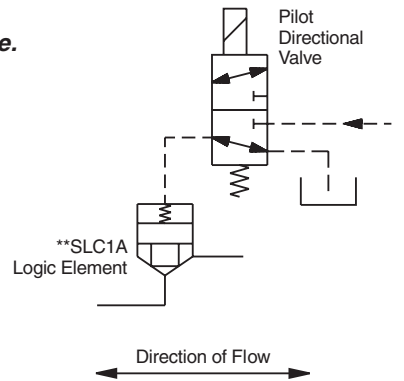 e.
Pilot
Directional
Valve
**SLC1A
Logic Element
Direction of Flow